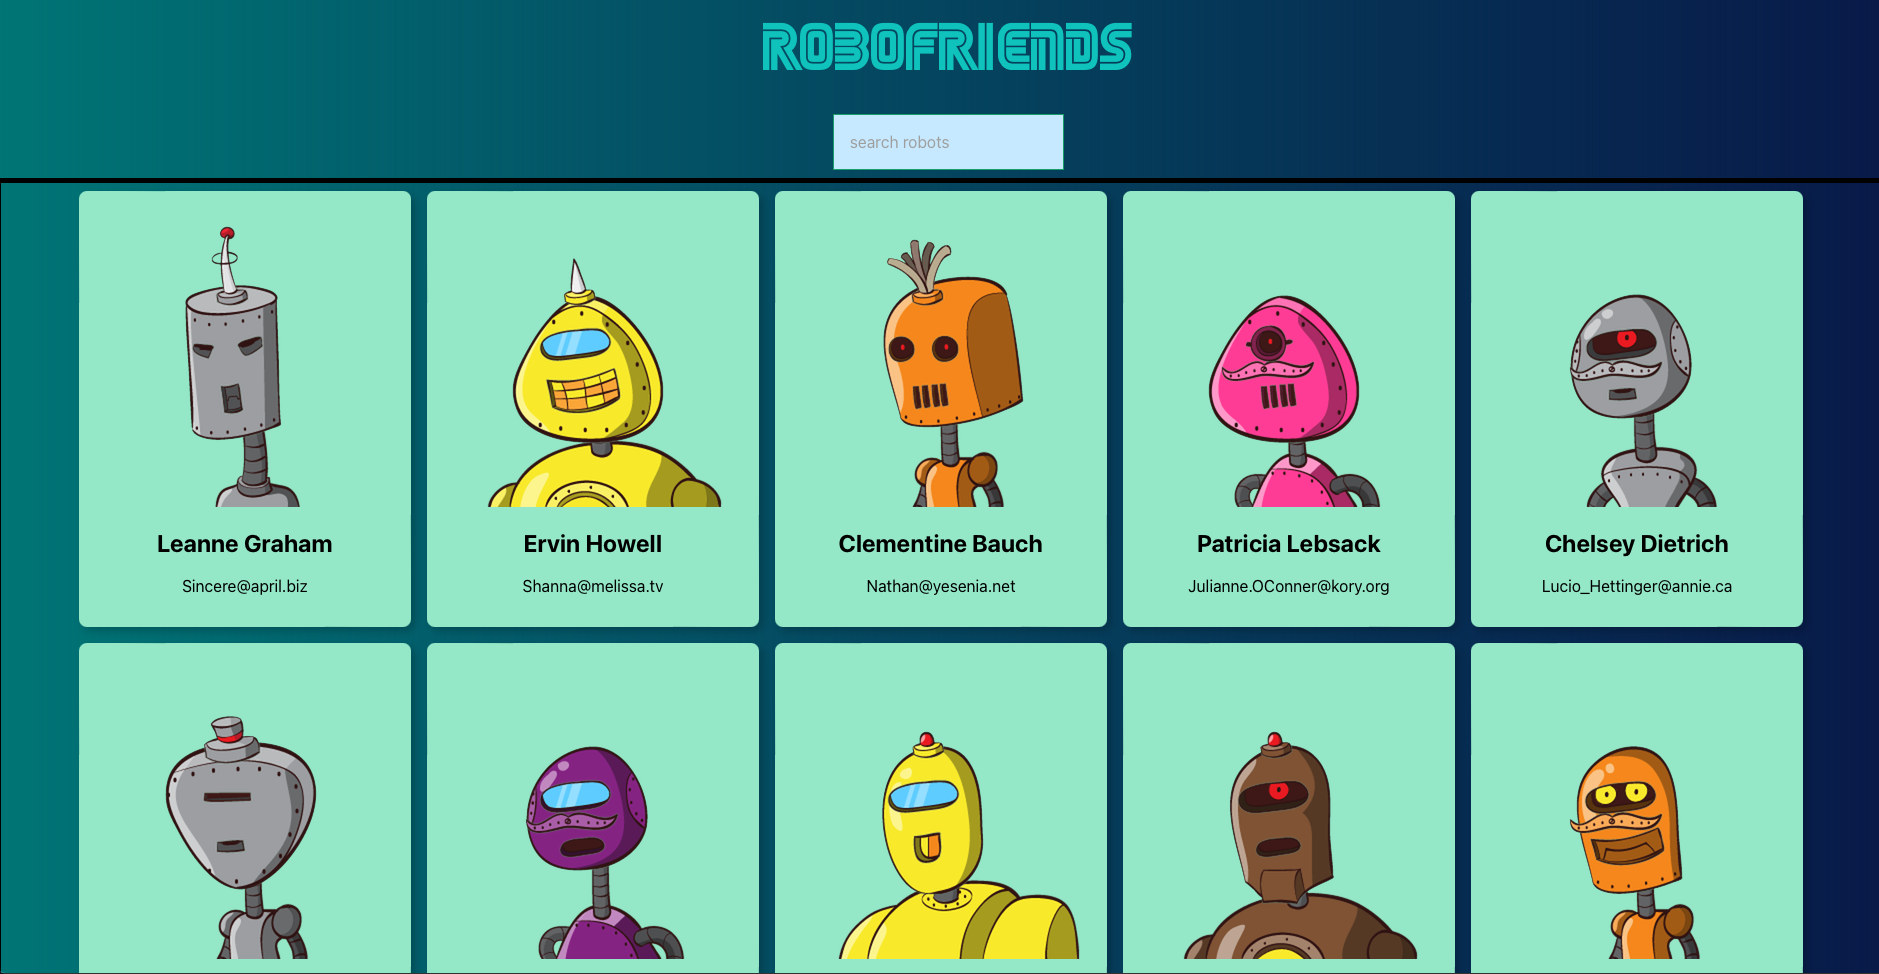 ROBOFRIENDS
search robots
Leanne Graham
Sincere@april.biz
Ervin Howell
Shanna@melissa.tv
Clementine Bauch
Nathan@yesenia.net
Patricia Lebsack
Julianne.OConner@kory.org
Chelsey Dietrich
Lucio_Hettinger@annie.ca